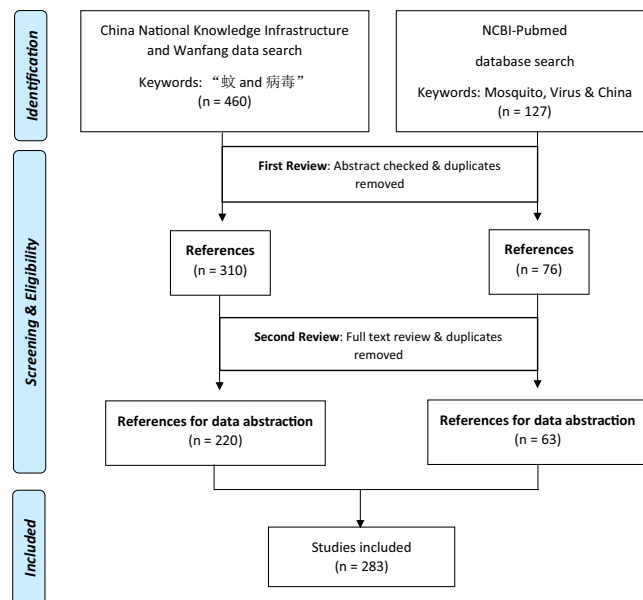 Identification
China National Knowledge Infrastructure
and Wanfang data search
Keywords: “蚊 and 病毒”
(n = 460)
NCBI-Pubmed
database search
Keywords: Mosquito, Virus & China
(n = 127)
Screening & Eligibility
First Review: Abstract checked & duplicates
removed
References
(n = 310)
References
(n = 76)
Second Review: Full text review & duplicates
removed
References for data abstraction
(n = 220)
References for data abstraction
(n = 63)
Included
Studies included
(n = 283)